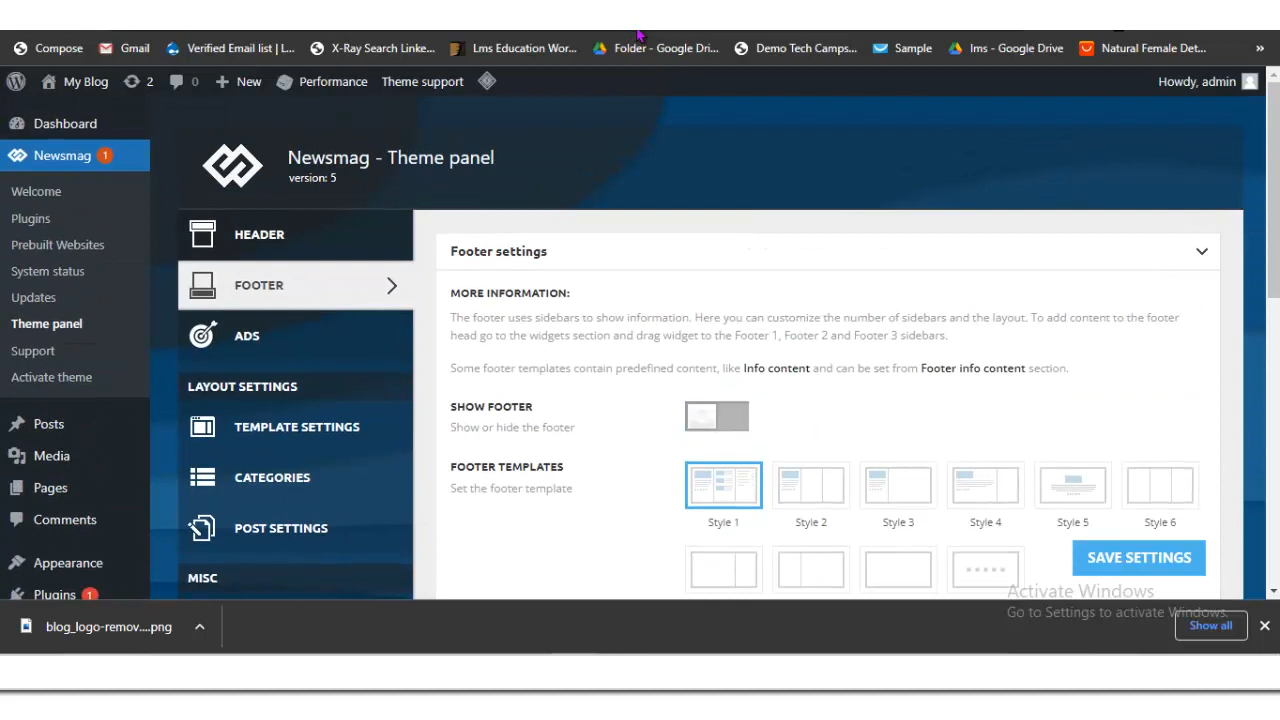 Compose Gmail Verified Email list | L... X-Ray Search Linke... Lms Education Wor... Folder - Google Dri... Demo Tech Camps... Sample lms - Google Drive Natural Female Det... »
My Blog 2 0 New Performance Theme support Howdy, admin
Dashboard
Newsmag 1
Welcome
Plugins
Prebuilt Websites
System status
Updates
Theme panel
Support
Activate theme
Posts
Media
Pages
Comments
Appearance
Plugins 1
Newsmag - Theme panel
version: 5
HEADER
FOOTER
ADS
LAYOUT SETTINGS
TEMPLATE SETTINGS
CATEGORIES
POST SETTINGS
MISC
Footer settings
MORE INFORMATION:
The footer uses sidebars to show information. Here you can customize the number of sidebars and the layout. To add content to the footer
head go to the widgets section and drag widget to the Footer 1, Footer 2 and Footer 3 sidebars.
Some footer templates contain predefined content, like Info content and can be set from Footer info content section.
SHOW FOOTER
Show or hide the footer
FOOTER TEMPLATES
Set the footer template
Style 1 Style 2 Style 3 Style 4 Style 5 Style 6
SAVE SETTINGS
Activate Windows
Go to Settings to activate Windows.
blog_logo-remov....png
Show all